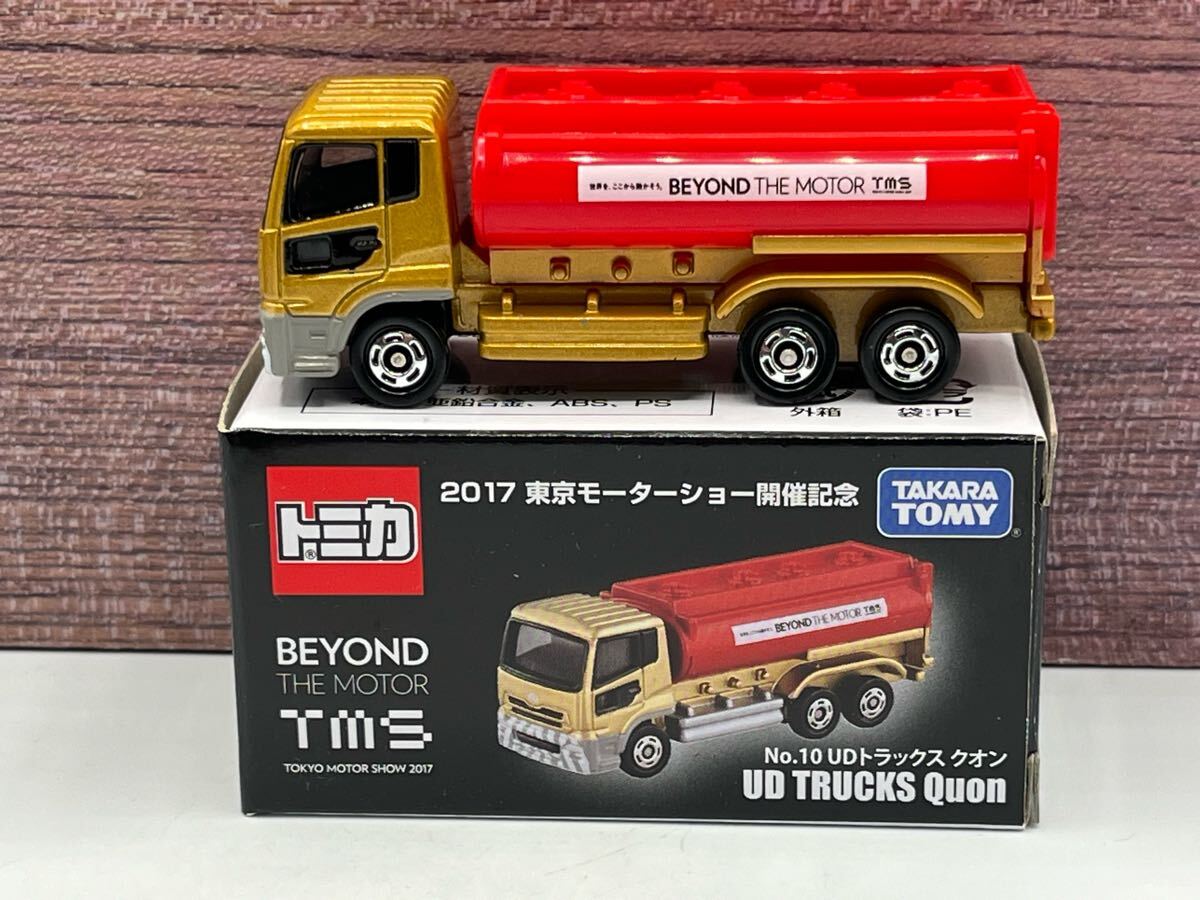 世界を、ここから動かそう。 BEYOND THE MOTOR TMS
材質表示
亜鉛合金、ABS、PS
外箱 袋:PE
トミカ®
2017 東京モーターショー開催記念
TAKARA TOMY®
BEYOND THE MOTOR TMS
BEYOND
THE MOTOR
TMS
TOKYO MOTOR SHOW 2017
No.10 UDトラックス クオン
UD TRUCKS Quon